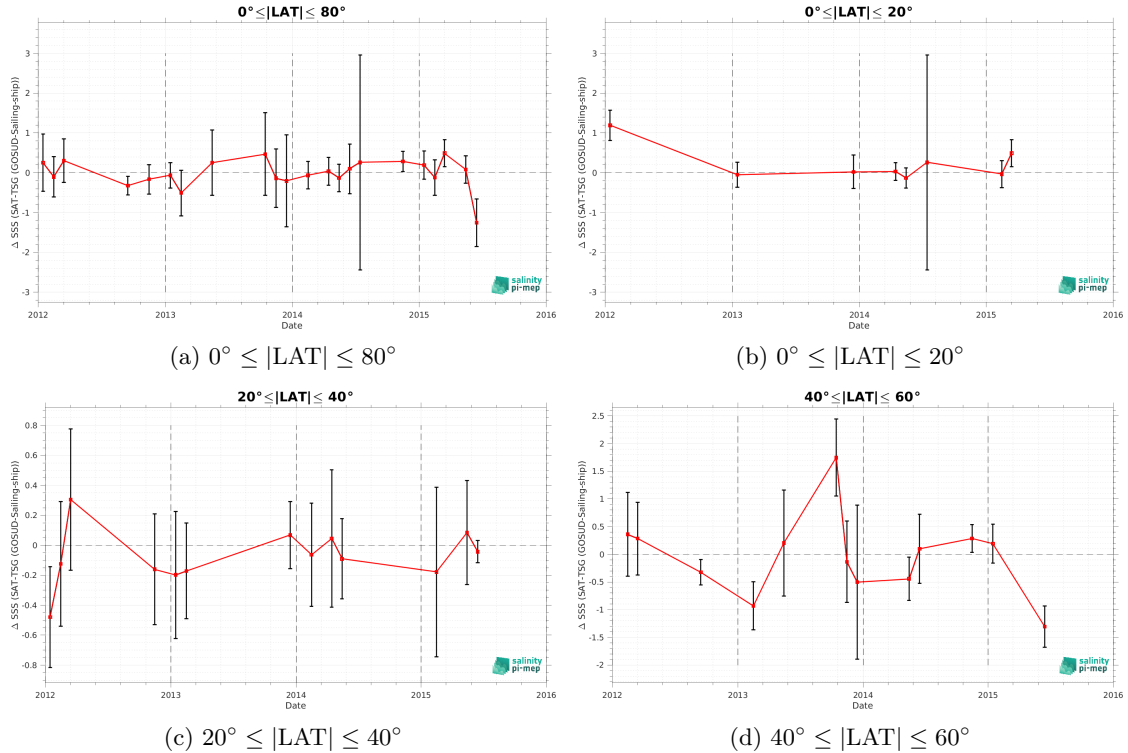 0°≤|LAT|≤ 80°
Δ SSS (SAT-TSG (GOSUD-Sailing-ship))
3
2
1
0
-1
-2
-3
2012 2013 2014 2015 2016
Date
salinity
pi-mep
(a) 0° ≤ |LAT| ≤ 80°
0°≤|LAT|≤ 20°
Δ SSS (SAT-TSG (GOSUD-Sailing-ship))
3
2
1
0
-1
-2
-3
2012 2013 2014 2015 2016
Date
salinity
pi-mep
(b) 0° ≤ |LAT| ≤ 20°
20°≤|LAT|≤ 40°
Δ SSS (SAT-TSG (GOSUD-Sailing-ship))
0.8
0.6
0.4
0.2
0
-0.2
-0.4
-0.6
-0.8
2012 2013 2014 2015 2016
Date
salinity
pi-mep
(c) 20° ≤ |LAT| ≤ 40°
40°≤|LAT|≤ 60°
Δ SSS (SAT-TSG (GOSUD-Sailing-ship))
2.5
2
1.5
1
0.5
0
-0.5
-1
-1.5
-2
2012 2013 2014 2015 2016
Date
salinity
pi-mep
(d) 40° ≤ |LAT| ≤ 60°